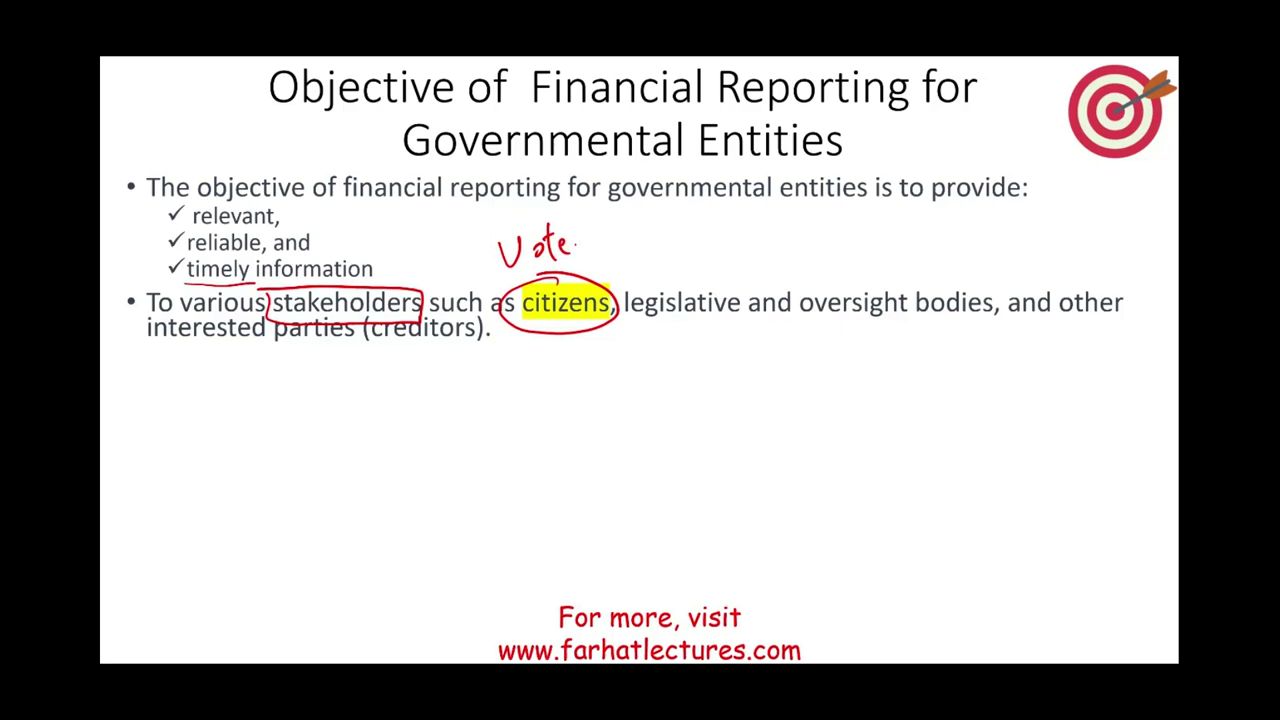 Objective of Financial Reporting for
Governmental Entities
• The objective of financial reporting for governmental entities is to provide:
✓ relevant,
✓ reliable, and
✓ timely information
Vote
• To various stakeholders such as citizens, legislative and oversight bodies, and other
interested parties (creditors).
For more, visit
www.farhatlectures.com